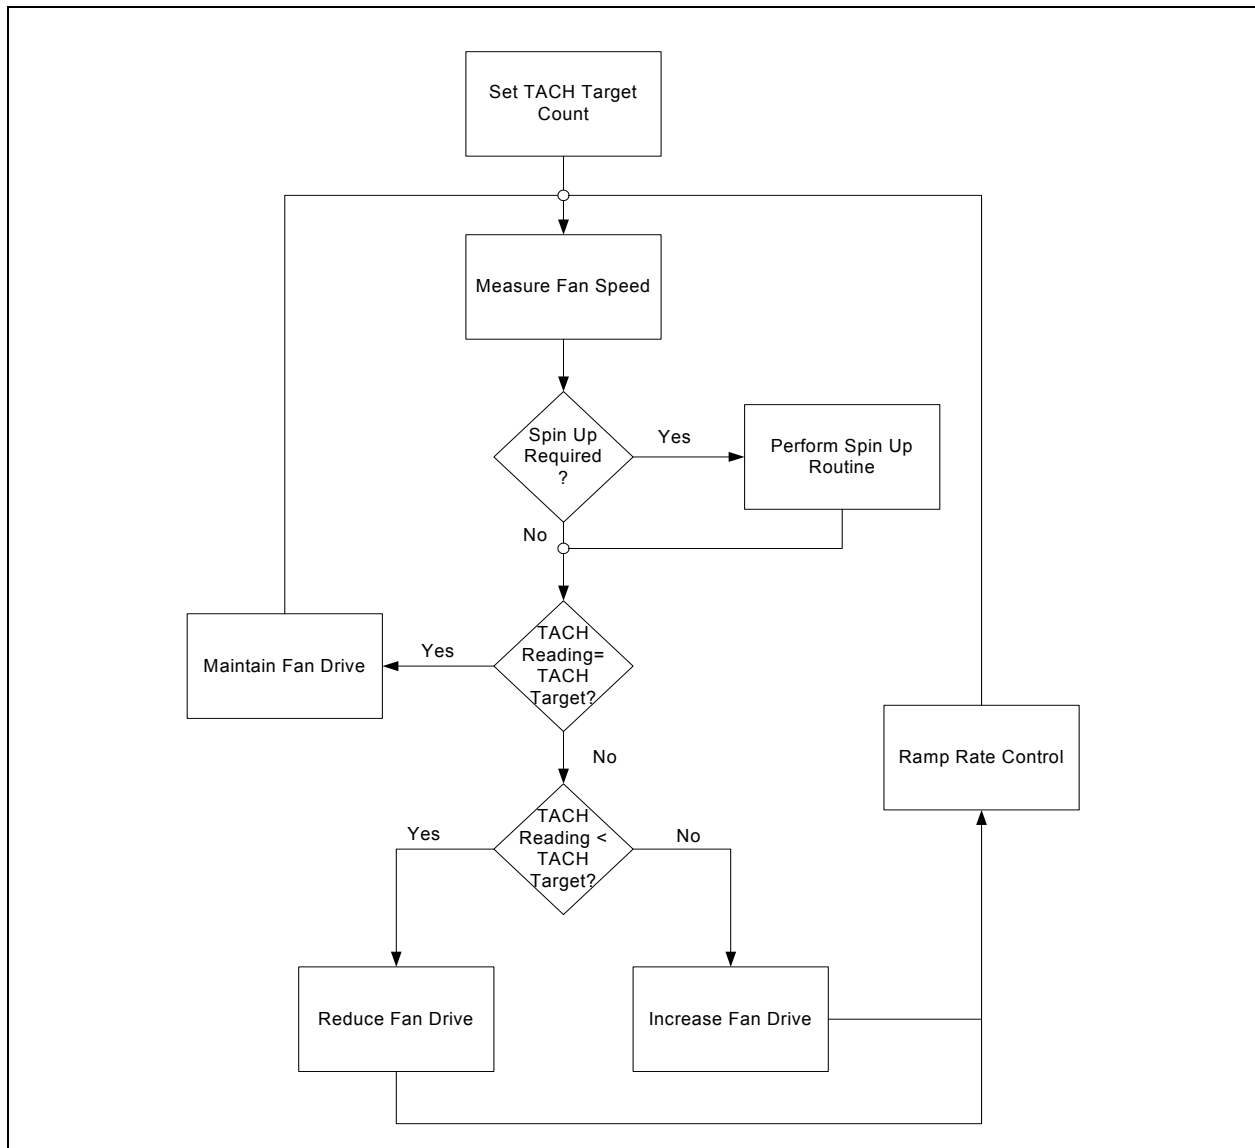 Set TACH Target
Count
Measure Fan Speed
Spin Up
Required
?
Yes
Perform Spin Up
Routine
No
TACH
Reading=
TACH
Target?
Yes
Maintain Fan Drive
No
Ramp Rate Control
TACH
Reading <
TACH
Target?
Yes
No
Reduce Fan Drive
Increase Fan Drive